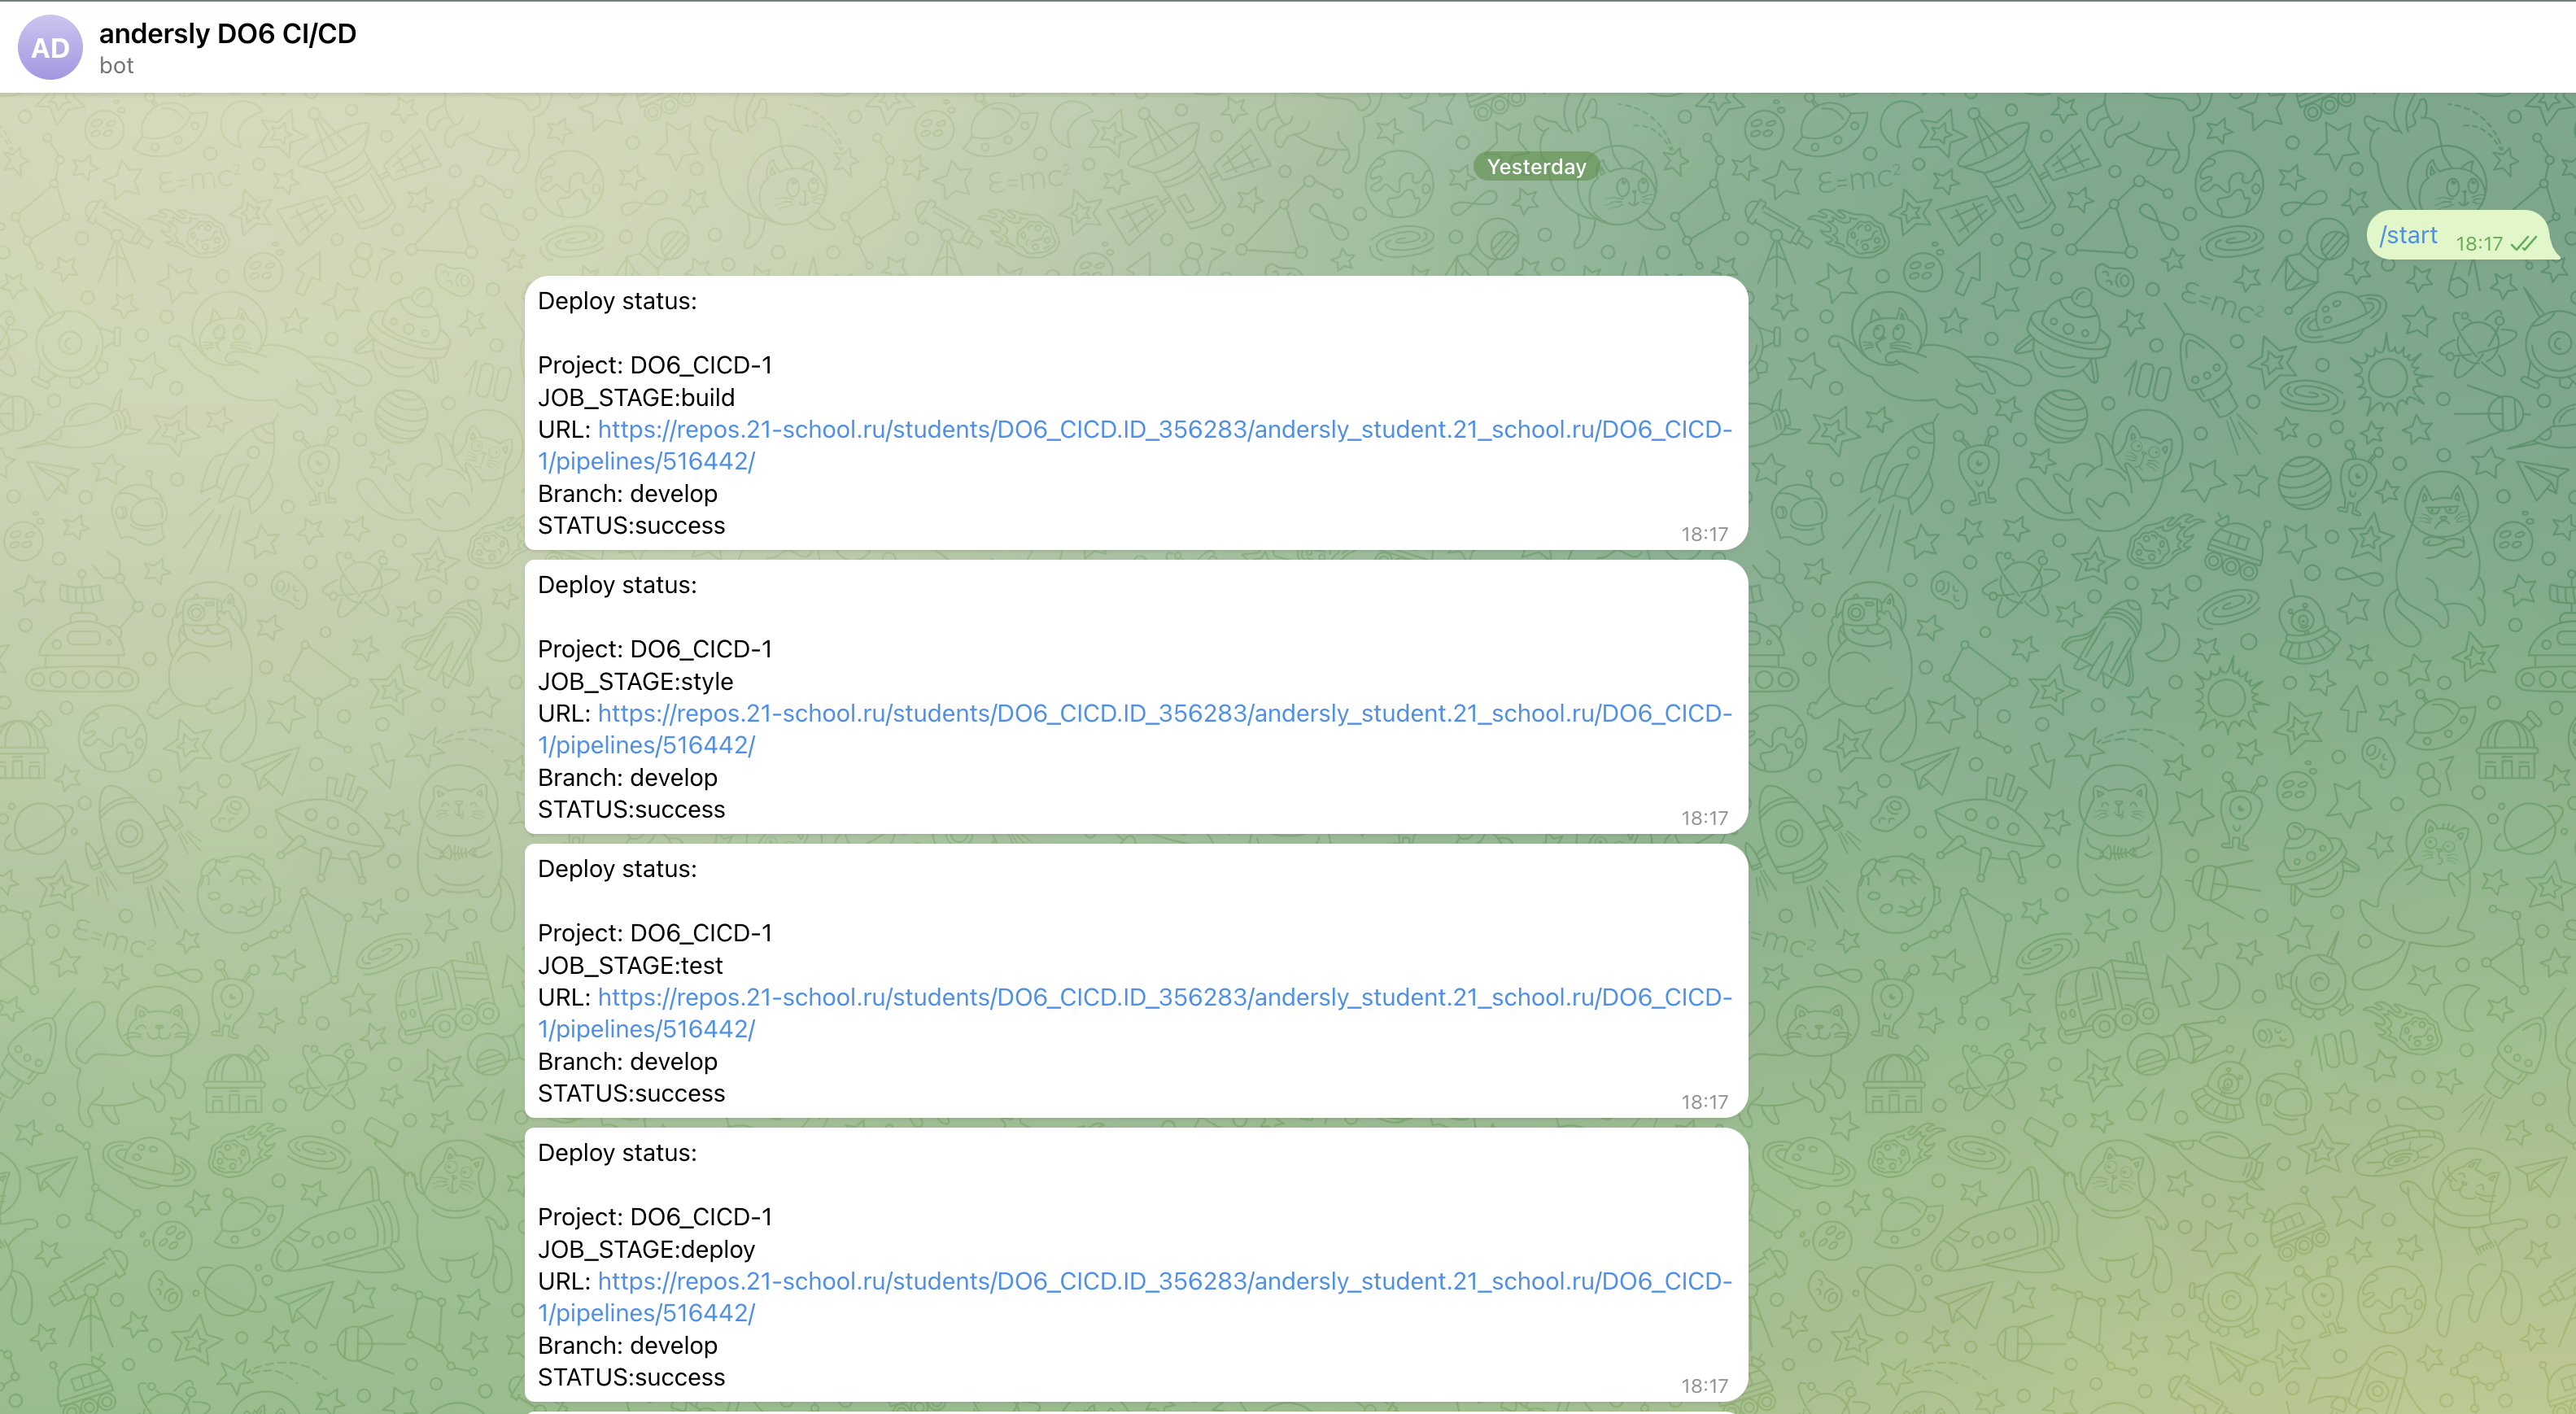 AD
andersly DO6 CI/CD
bot
Yesterday
/start 18:17
Deploy status:
Project: DO6_CICD-1
JOB_STAGE:build
URL: https://repos.21-school.ru/students/DO6_CICD.ID_356283/andersly_student.21_school.ru/DO6_CICD-
1/pipelines/516442/
Branch: develop
STATUS:success
18:17
Deploy status:
Project: DO6_CICD-1
JOB_STAGE:style
URL: https://repos.21-school.ru/students/DO6_CICD.ID_356283/andersly_student.21_school.ru/DO6_CICD-
1/pipelines/516442/
Branch: develop
STATUS:success
18:17
Deploy status:
Project: DO6_CICD-1
JOB_STAGE:test
URL: https://repos.21-school.ru/students/DO6_CICD.ID_356283/andersly_student.21_school.ru/DO6_CICD-
1/pipelines/516442/
Branch: develop
STATUS:success
18:17
Deploy status:
Project: DO6_CICD-1
JOB_STAGE:deploy
URL: https://repos.21-school.ru/students/DO6_CICD.ID_356283/andersly_student.21_school.ru/DO6_CICD-
1/pipelines/516442/
Branch: develop
STATUS:success
18:17